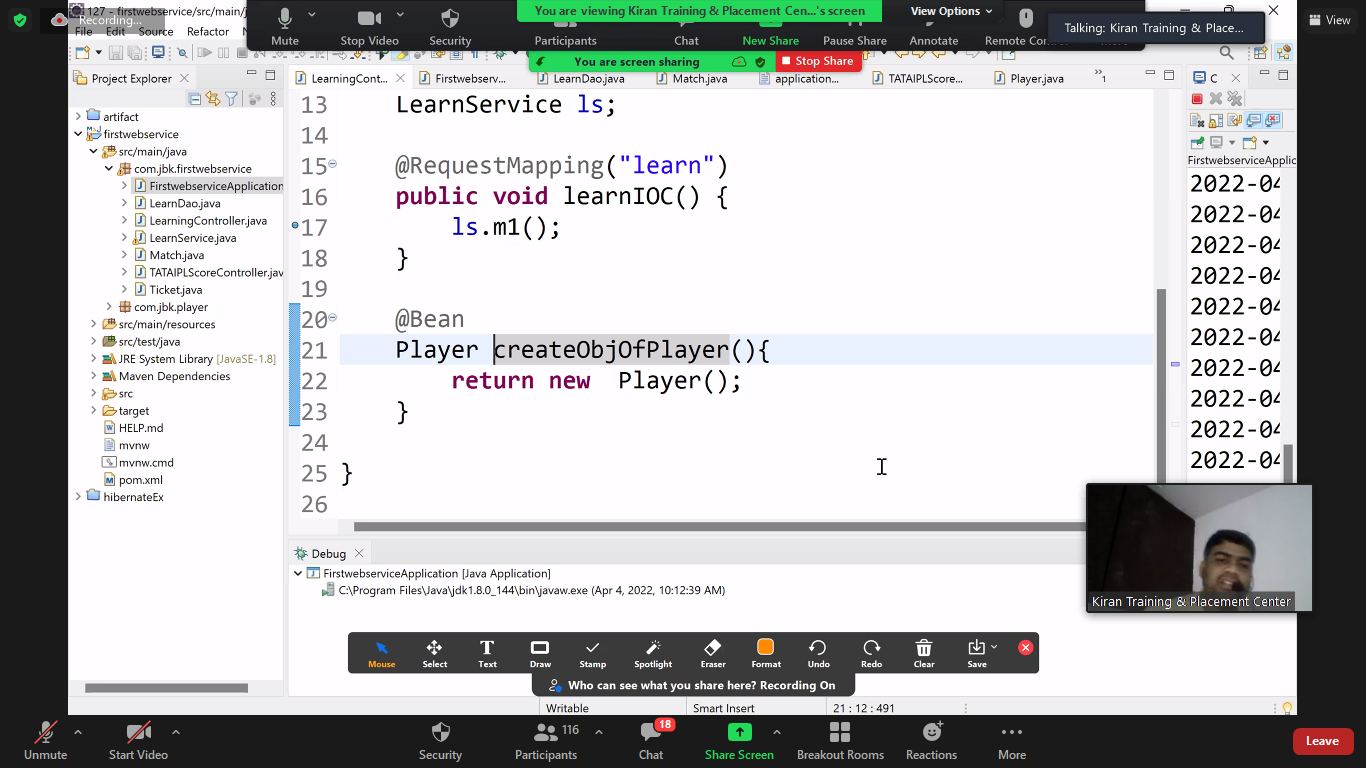 127 - firstwebservice/src/main/j
Recording...
File Edit Source Refactor
Mute
Stop Video
Security
Participants
Chat
New Share
Pause Share
Annotate
Remote Con
You are viewing Kiran Training & Placement Cen...'s screen
View Options
Talking: Kiran Training & Place...
View
You are screen sharing
Stop Share
Project Explorer
LearningCont...
Firstwebserv...
LearnDao.java
Match.java
application...
TATAIPLScore...
Player.java
»1
C
artifact
firstwebservice
src/main/java
com.jbk.firstwebservice
FirstwebserviceApplication
LearnDao.java
LearningController.java
LearnService.java
Match.java
TATAIPLScoreController.jav
Ticket.java
com.jbk.player
src/main/resources
src/test/java
JRE System Library [JavaSE-1.8]
Maven Dependencies
src
target
HELP.md
mvnw
mvnw.cmd
pom.xml
hibernateEx
13 LearnService ls;
14
15 @RequestMapping("learn")
16 public void learnIOC() {
17 ls.m1();
18 }
19
20 @Bean
21 Player createObjOfPlayer(){
22 return new Player();
23 }
24
25 }
26
FirstwebserviceApplic
2022-04
2022-04
2022-04
2022-04
2022-04
2022-04
2022-04
2022-04
2022-04
2022-04
Debug
FirstwebserviceApplication [Java Application]
C:\Program Files\Java\jdk1.8.0_144\bin\javaw.exe (Apr 4, 2022, 10:12:39 AM)
Kiran Training & Placement Center
Mouse
Select
Text
Draw
Stamp
Spotlight
Eraser
Format
Undo
Redo
Clear
Save
Who can see what you share here? Recording On
Writable
Smart Insert
21 : 12 : 491
Unmute
Start Video
Security
Participants
116
Chat
18
Share Screen
Breakout Rooms
Reactions
More
Leave